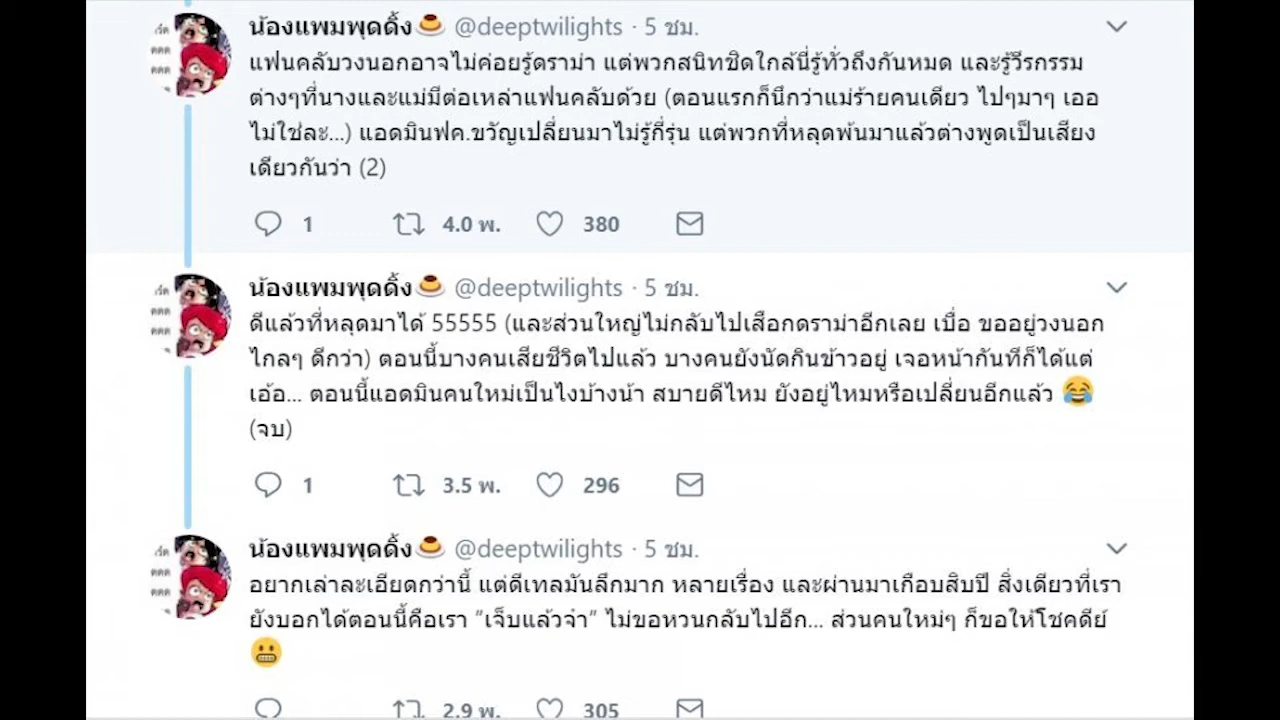 น้องแพมพุดดิ้ง🍮 @deeptwilights · 5 ชม.
แฟนคลับวงนอกอาจไม่ค่อยรู้ดราม่า แต่พวกสนิทชิดใกล้นี่รู้ทั่วถึงกันหมด และรู้วีรกรรม
ต่างๆที่นางและแม่มีต่อเหล่าแฟนคลับด้วย (ตอนแรกก็นึกว่าแม่ร้ายคนเดียว ไปๆมาๆ เออ
ไม่ใช่ละ...) แอดมินฟค.ขวัญเปลี่ยนมาไม่รู้กี่รุ่น แต่พวกที่หลุดพ้นมาแล้วต่างพูดเป็นเสียง
เดียวกันว่า (2)
1 4.0 พ. 380
น้องแพมพุดดิ้ง🍮 @deeptwilights · 5 ชม.
ดีแล้วที่หลุดมาได้ 55555 (และส่วนใหญ่ไม่กลับไปเสือกดราม่าอีกเลย เบื่อ ขออยู่วงนอก
ไกลๆ ดีกว่า) ตอนนี้บางคนเสียชีวิตไปแล้ว บางคนยังนัดกินข้าวอยู่ เจอหน้ากันทีก็ได้แต่
เอ้อ... ตอนนี้แอดมินคนใหม่เป็นไงบ้างน้า สบายดีไหม ยังอยู่ไหมหรือเปลี่ยนอีกแล้ว 😂
(จบ)
1 3.5 พ. 296
น้องแพมพุดดิ้ง🍮 @deeptwilights · 5 ชม.
อยากเล่าละเอียดกว่านี้ แต่ดีเทลมันลึกมาก หลายเรื่อง และผ่านมาเกือบสิบปี สิ่งเดียวที่เรา
ยังบอกได้ตอนนี้คือเรา "เจ็บแล้วจำ" ไม่ขอหวนกลับไปอีก... ส่วนคนใหม่ๆ ก็ขอให้โชคดีย์
😬
2.9 พ. 305